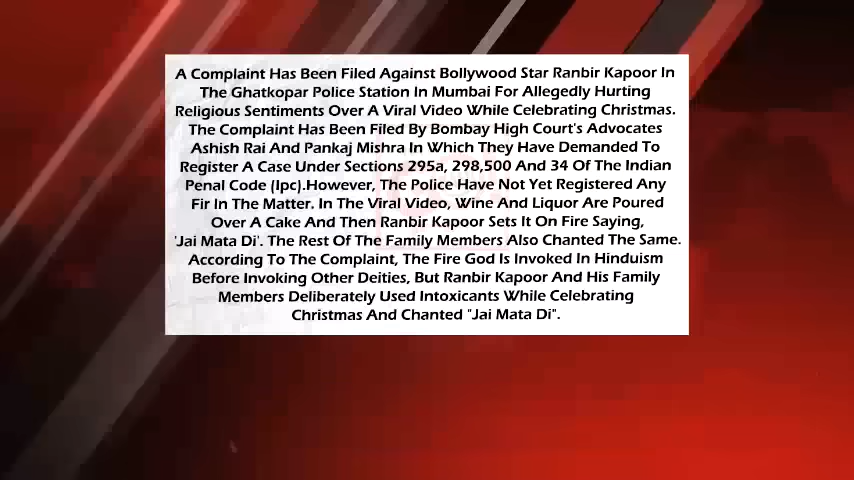 A Complaint Has Been Filed Against Bollywood Star Ranbir Kapoor In
The Ghatkopar Police Station In Mumbai For Allegedly Hurting
Religious Sentiments Over A Viral Video While Celebrating Christmas.
The Complaint Has Been Filed By Bombay High Court's Advocates
Ashish Rai And Pankaj Mishra In Which They Have Demanded To
Register A Case Under Sections 295a, 298,500 And 34 Of The Indian
Penal Code (Ipc).However, The Police Have Not Yet Registered Any
Fir In The Matter. In The Viral Video, Wine And Liquor Are Poured
Over A Cake And Then Ranbir Kapoor Sets It On Fire Saying,
'Jai Mata Di'. The Rest Of The Family Members Also Chanted The Same.
According To The Complaint, The Fire God Is Invoked In Hinduism
Before Invoking Other Deities, But Ranbir Kapoor And His Family
Members Deliberately Used Intoxicants While Celebrating
Christmas And Chanted "Jai Mata Di".